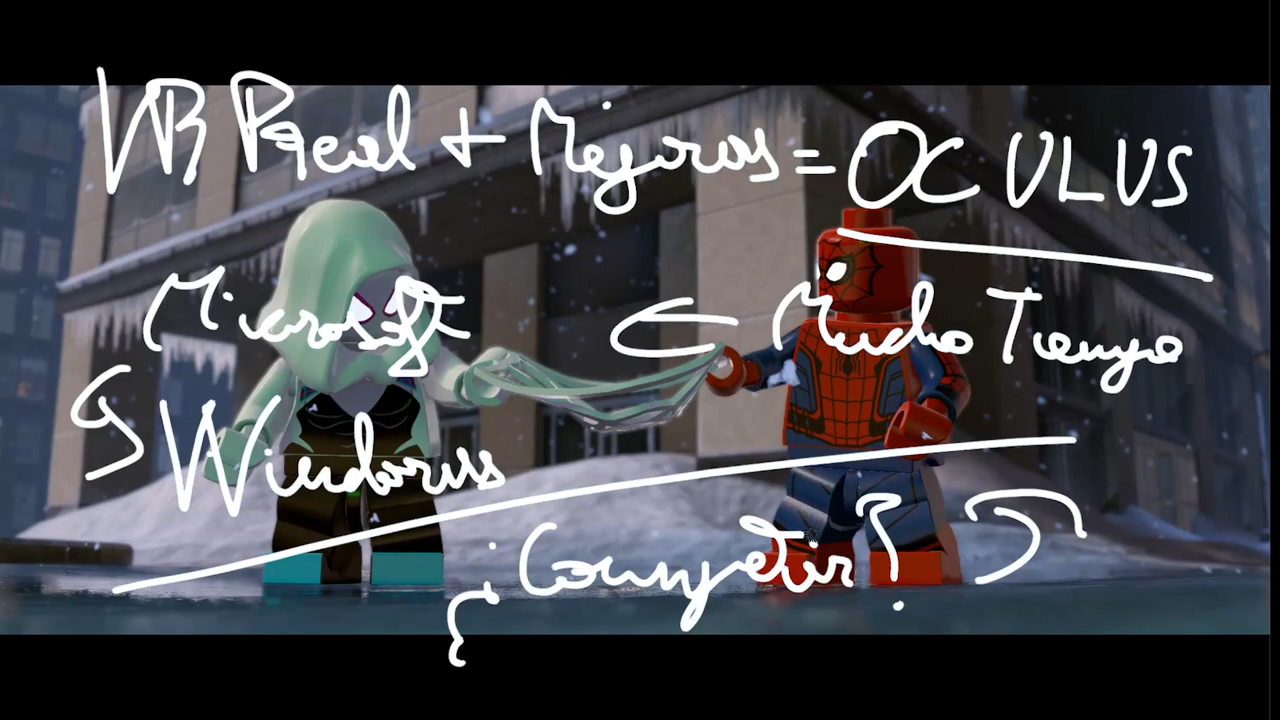 VR Real + Mejoras = OCULUS
Microsoft ⊂ Mucho Tiempo
Windows
¿Competir?